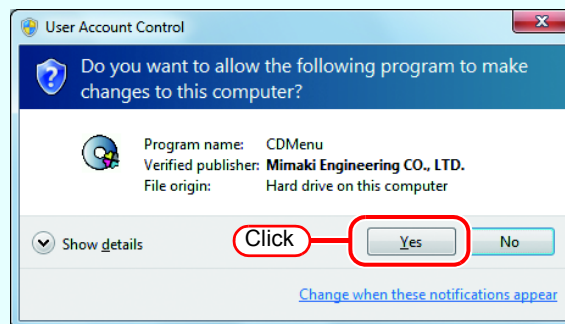 User Account Control
Do you want to allow the following program to make
changes to this computer?
Program name: CDMenu
Verified publisher: Mimaki Engineering CO., LTD.
File origin: Hard drive on this computer
Show details
Click
Yes
No
Change when these notifications appear